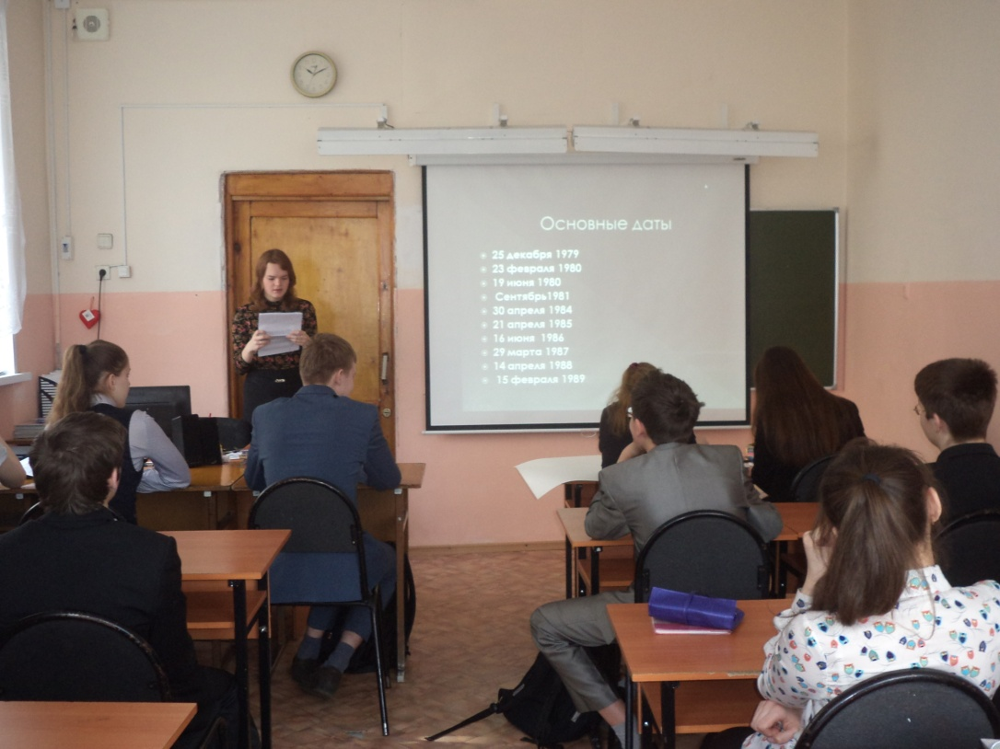 Основные даты
25 декабря 1979
23 февраля 1980
19 июня 1980
Сентябрь1981
30 апреля 1984
21 апреля 1985
16 июня 1986
29 марта 1987
14 апреля 1988
15 февраля 1989